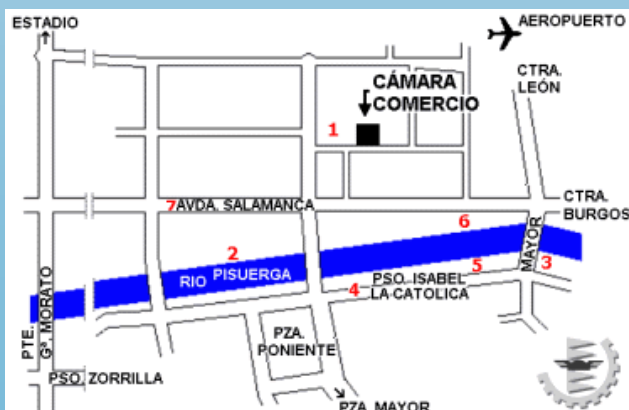 ESTADIO
AEROPUERTO
CTRA.
LEÓN
CÁMARA
COMERCIO
1
7 AVDA. SALAMANCA
CTRA.
BURGOS
6
MAYOR
2
RIO PISUERGA
5
3
PSO. ISABEL
LA CATOLICA
4
PTE.
Gª. MORATO
PZA.
PONIENTE
PSO. ZORRILLA
PZA. MAYOR